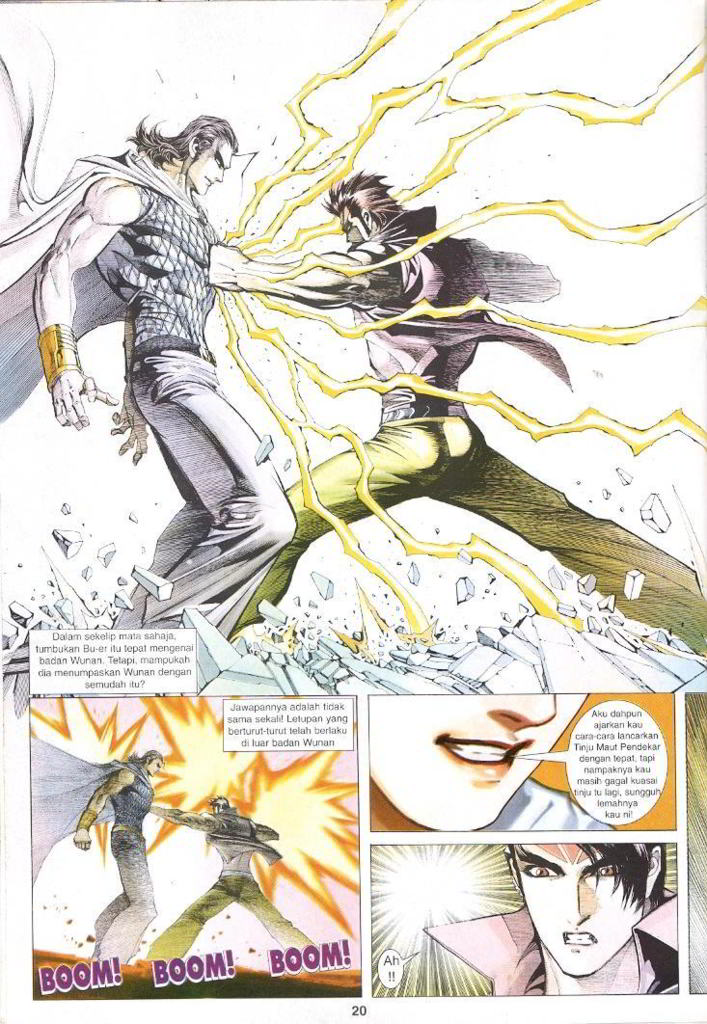 Dalam sekelip mata sahaja,
tumbukan Bu-er itu tepat mengenai
badan Wunan. Tetapi, mampukah
dia menumpaskan Wunan dengan
semudah itu?
Jawapannya adalah tidak
sama sekali! Letupan yang
berturut-turut telah berlaku
di luar badan Wunan
BOOM! BOOM! BOOM!
Aku dahpun
ajarkan kau
cara-cara lancarkan
Tinju Maut Pendekar
dengan tepat, tapi
nampaknya kau
masih gagal kuasai
tinju tu lagi, sungguh
lemahnya
kau ni!
Ah
!!
20